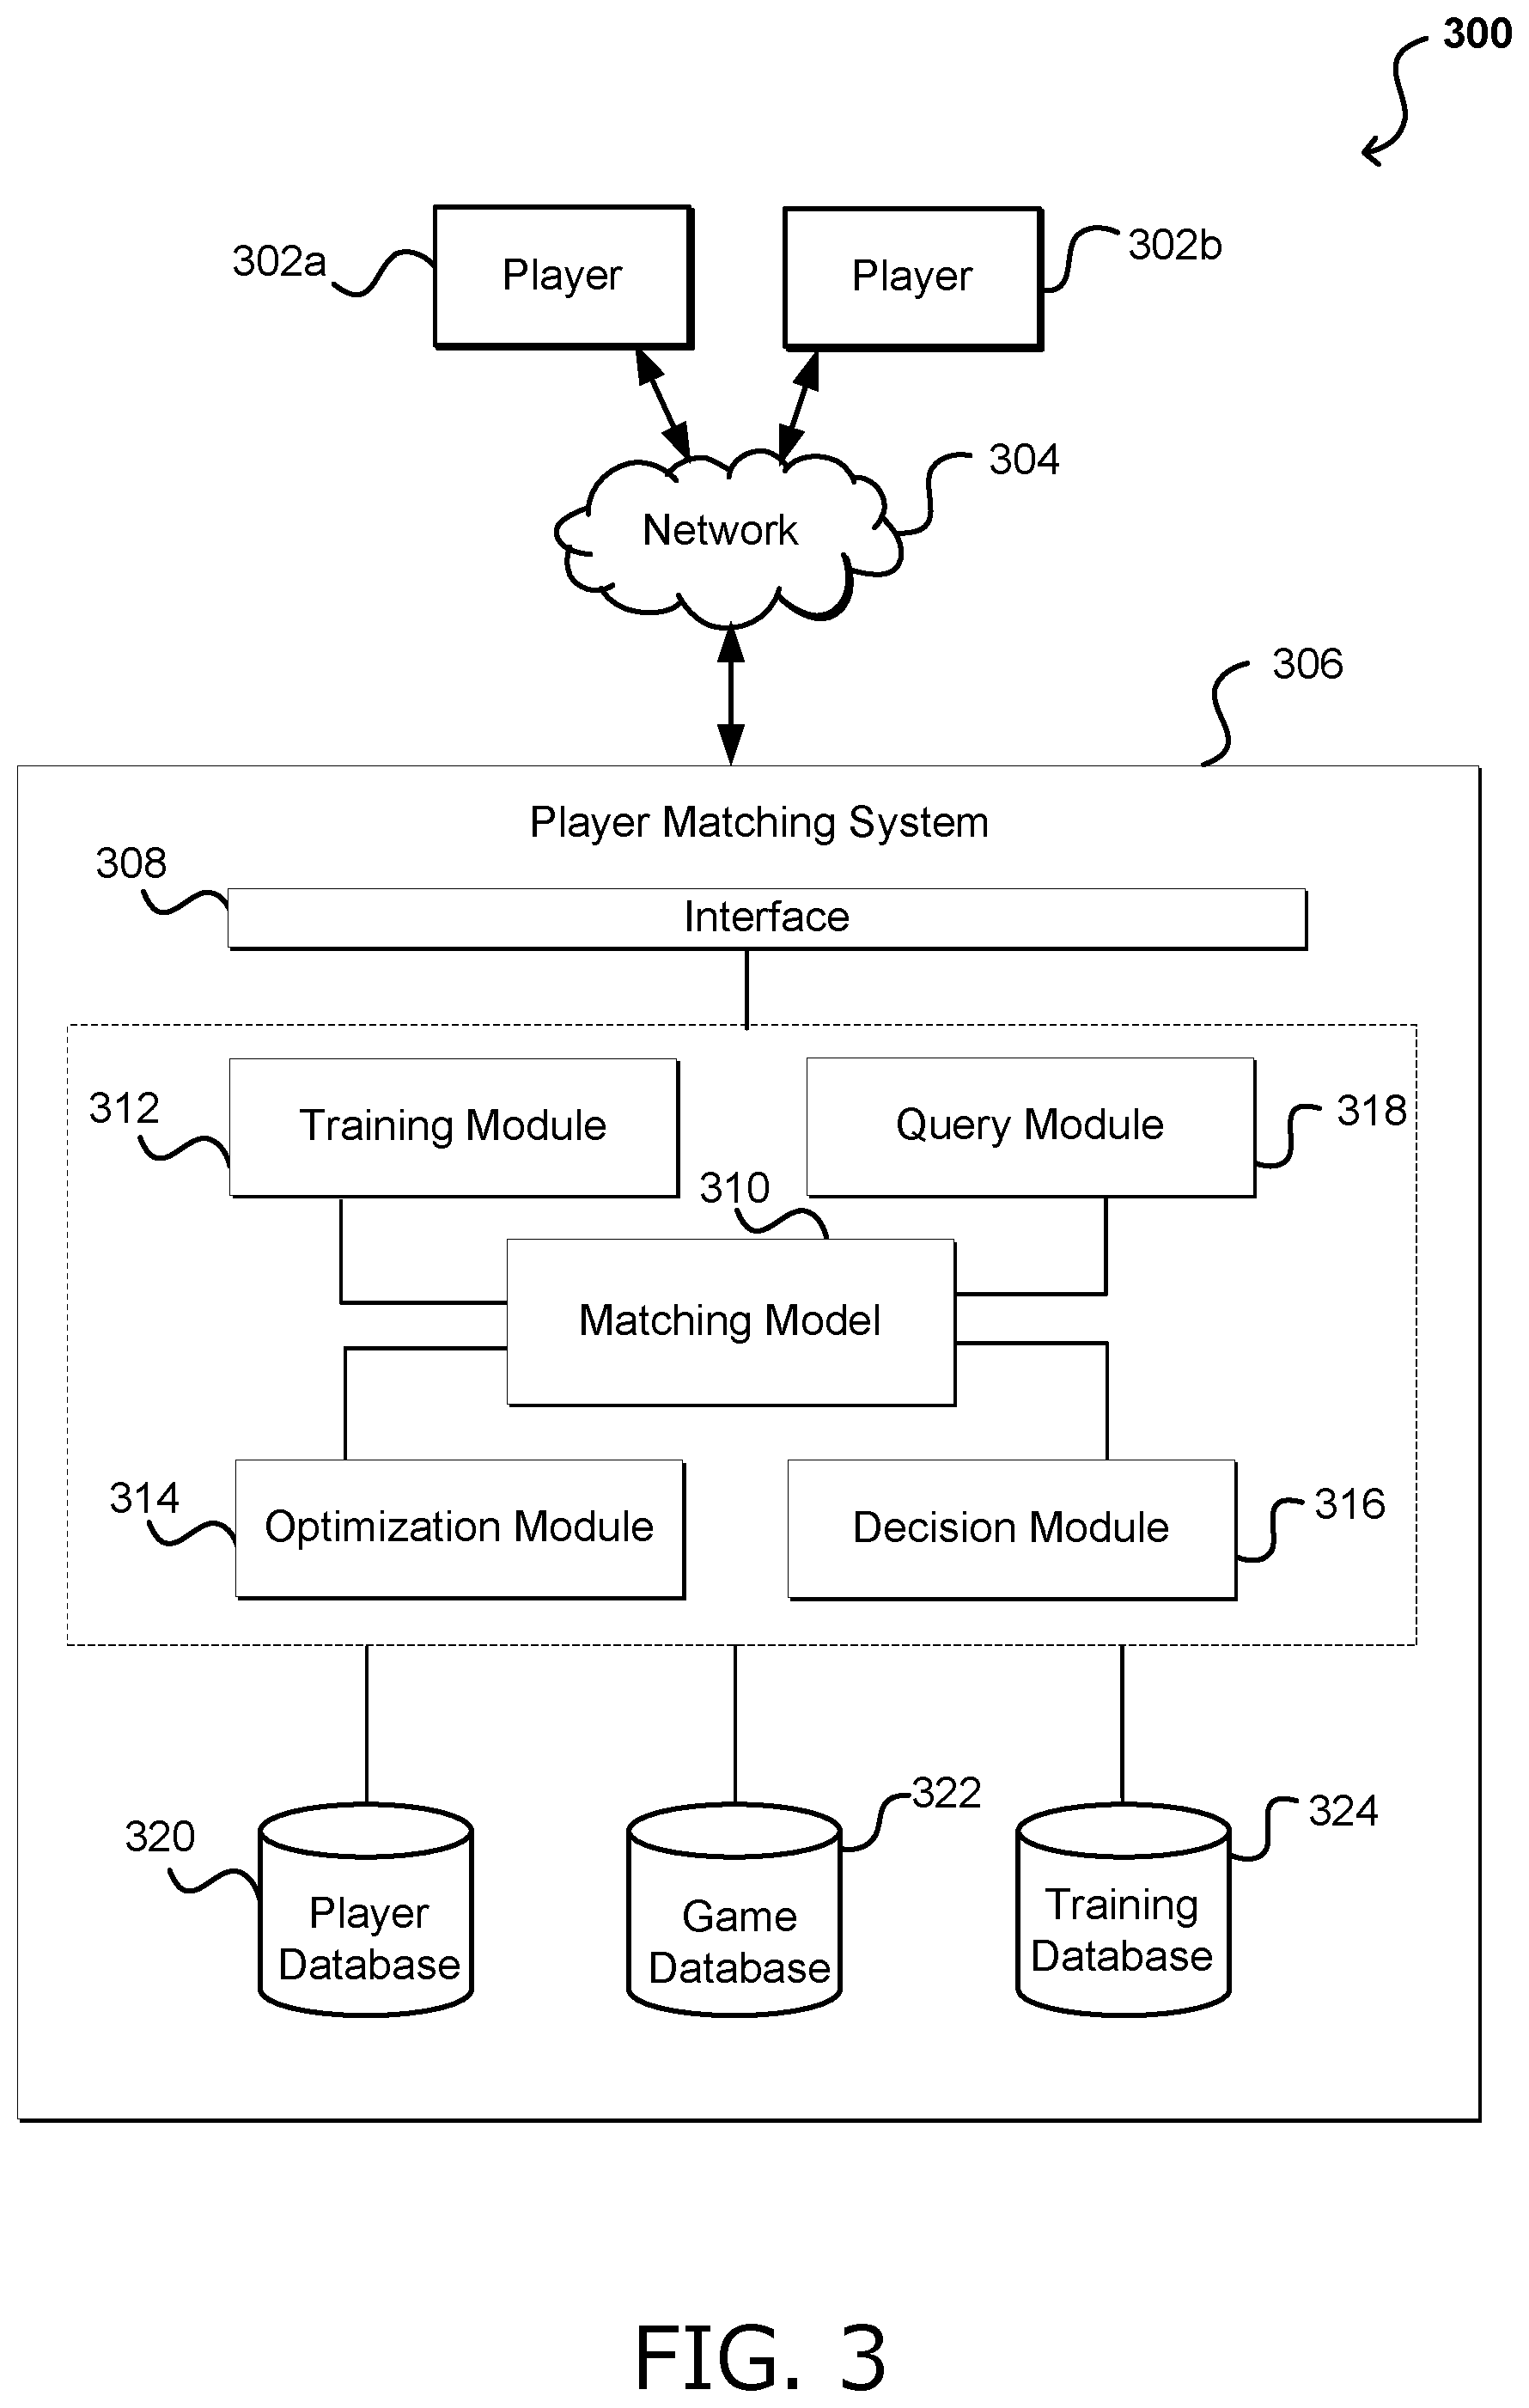 300
302a
Player
Player
302b
304
Network
306
Player Matching System
308
Interface
312
Training Module
Query Module
318
310
Matching Model
314
Optimization Module
Decision Module
316
320
Player
Database
322
Game
Database
324
Training
Database
FIG. 3